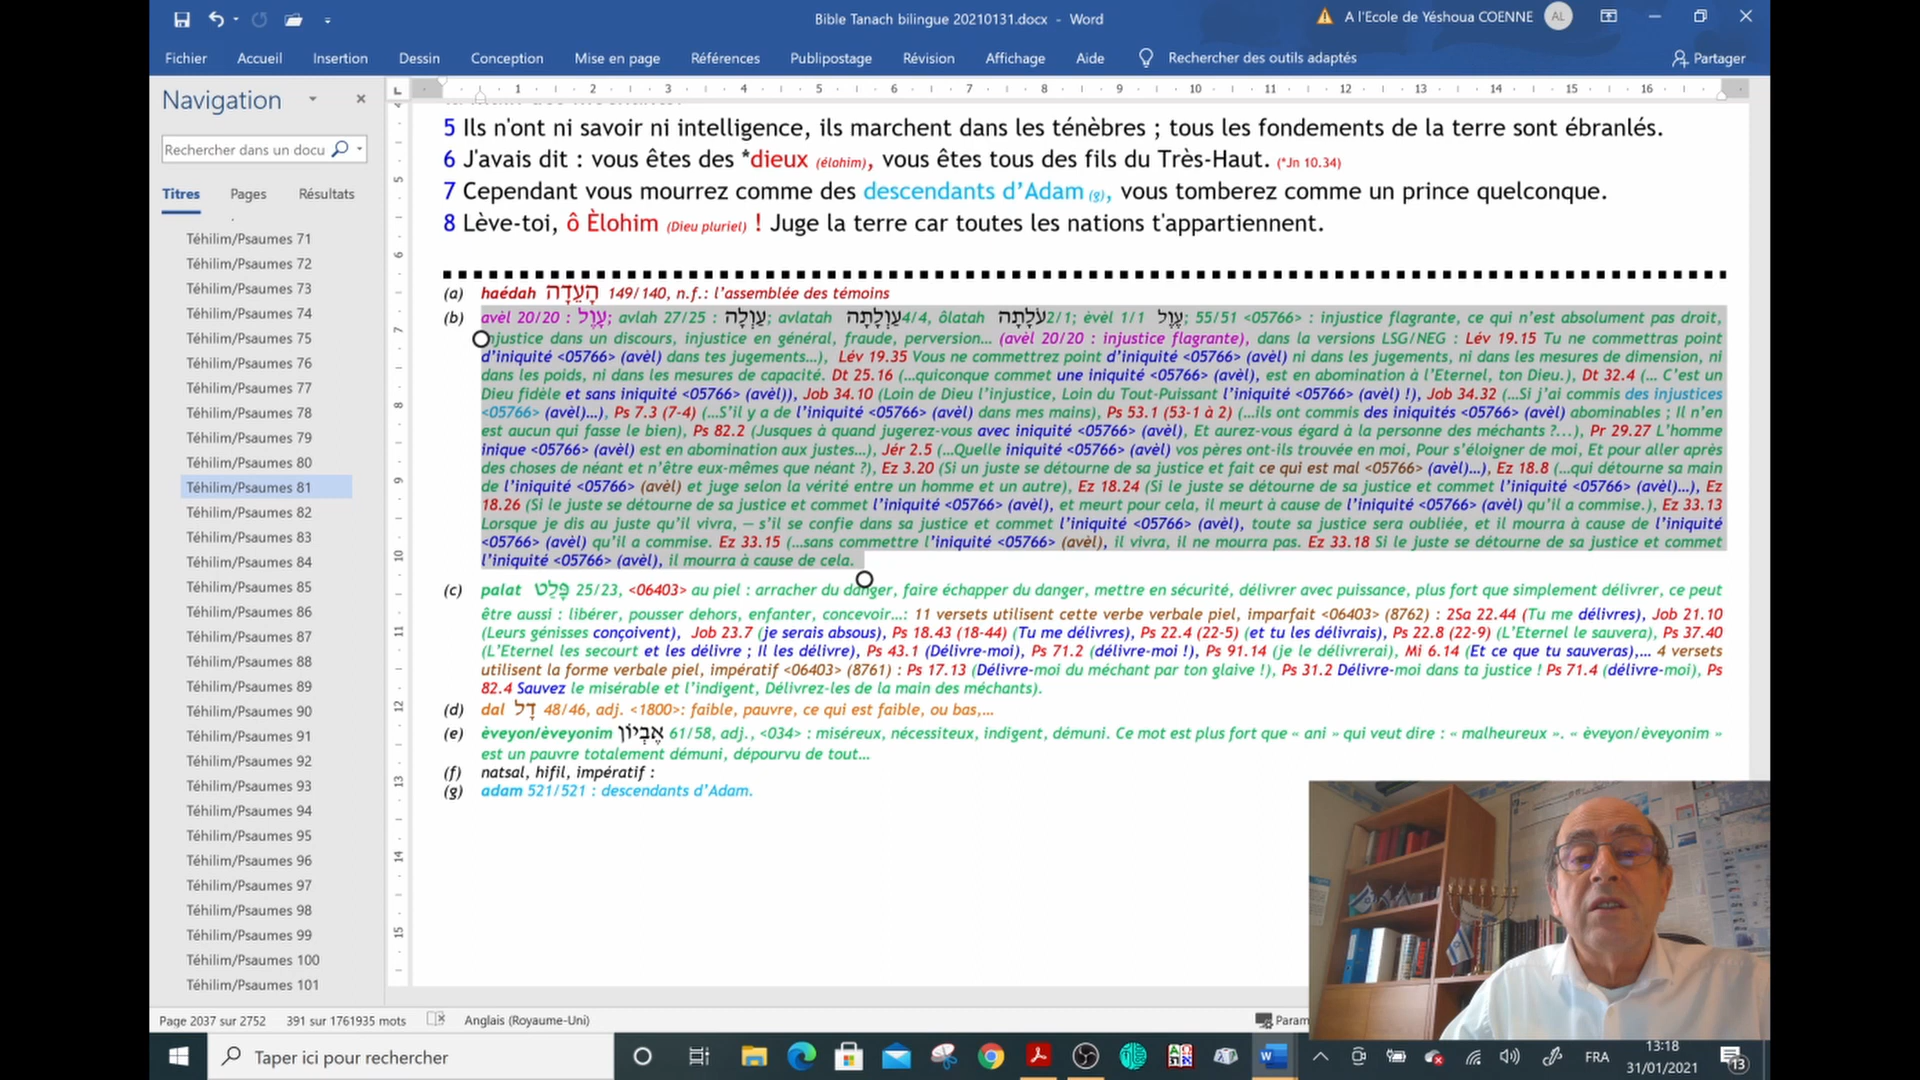 Bible Tanach bilingue 20210131.docx - Word
A l'Ecole de Yéshoua COENNE
AL
Fichier Accueil Insertion Dessin Conception Mise en page Références Publipostage Révision Affichage Aide Rechercher des outils adaptés Partager
Navigation
Rechercher dans un docu
Titres Pages Résultats
Téhilim/Psaumes 71
Téhilim/Psaumes 72
Téhilim/Psaumes 73
Téhilim/Psaumes 74
Téhilim/Psaumes 75
Téhilim/Psaumes 76
Téhilim/Psaumes 77
Téhilim/Psaumes 78
Téhilim/Psaumes 79
Téhilim/Psaumes 80
Téhilim/Psaumes 81
Téhilim/Psaumes 82
Téhilim/Psaumes 83
Téhilim/Psaumes 84
Téhilim/Psaumes 85
Téhilim/Psaumes 86
Téhilim/Psaumes 87
Téhilim/Psaumes 88
Téhilim/Psaumes 89
Téhilim/Psaumes 90
Téhilim/Psaumes 91
Téhilim/Psaumes 92
Téhilim/Psaumes 93
Téhilim/Psaumes 94
Téhilim/Psaumes 95
Téhilim/Psaumes 96
Téhilim/Psaumes 97
Téhilim/Psaumes 98
Téhilim/Psaumes 99
Téhilim/Psaumes 100
Téhilim/Psaumes 101
1 2 3 4 5 6 7 8 9 10 11 12 13 14 15 16
5 Ils n'ont ni savoir ni intelligence, ils marchent dans les ténèbres ; tous les fondements de la terre sont ébranlés.
6 J'avais dit : vous êtes des *dieux (élohim), vous êtes tous des fils du Très-Haut. (*Jn 10.34)
7 Cependant vous mourrez comme des descendants d’Adam (g), vous tomberez comme un prince quelconque.
8 Lève-toi, ô Èlohim (Dieu pluriel) ! Juge la terre car toutes les nations t'appartiennent.
(a) haédah הָעֵדָה 149/140, n.f.: l’assemblée des témoins
(b) avèl 20/20 : עָוֶל; avlah 27/25 : עַוְלָה; avlatah עַוְלָתָה 4/4, ôlatah עֹלָתָה 2/1; èvèl 1/1 עֶוֶל; 55/51 <05766> : injustice flagrante, ce qui n’est absolument pas droit,
injustice dans un discours, injustice en général, fraude, perversion… (avèl 20/20 : injustice flagrante), dans la versions LSG/NEG : Lév 19.15 Tu ne commettras point
d’iniquité <05766> (avèl) dans tes jugements…), Lév 19.35 Vous ne commettrez point d’iniquité <05766> (avèl) ni dans les jugements, ni dans les mesures de dimension, ni
dans les poids, ni dans les mesures de capacité. Dt 25.16 (…quiconque commet une iniquité <05766> (avèl), est en abomination à l’Eternel, ton Dieu.), Dt 32.4 (… C’est un
Dieu fidèle et sans iniquité <05766> (avèl)), Job 34.10 (Loin de Dieu l’injustice, Loin du Tout-Puissant l’iniquité <05766> (avèl) !), Job 34.32 (…Si j’ai commis des injustices
<05766> (avèl)…), Ps 7.3 (7-4) (…S’il y a de l’iniquité <05766> (avèl) dans mes mains), Ps 53.1 (53-1 à 2) (…ils ont commis des iniquités <05766> (avèl) abominables ; Il n’en
est aucun qui fasse le bien), Ps 82.2 (Jusques à quand jugerez-vous avec iniquité <05766> (avèl), Et aurez-vous égard à la personne des méchants ?...), Pr 29.27 L’homme
inique <05766> (avèl) est en abomination aux justes…), Jér 2.5 (…Quelle iniquité <05766> (avèl) vos pères ont-ils trouvée en moi, Pour s’éloigner de moi, Et pour aller après
des choses de néant et n’être eux-mêmes que néant ?), Ez 3.20 (Si un juste se détourne de sa justice et fait ce qui est mal <05766> (avèl)…), Ez 18.8 (…qui détourne sa main
de l’iniquité <05766> (avèl) et juge selon la vérité entre un homme et un autre), Ez 18.24 (Si le juste se détourne de sa justice et commet l’iniquité <05766> (avèl)…), Ez
18.26 (Si le juste se détourne de sa justice et commet l’iniquité <05766> (avèl), et meurt pour cela, il meurt à cause de l’iniquité <05766> (avèl) qu’il a commise.), Ez 33.13
Lorsque je dis au juste qu’il vivra, – s’il se confie dans sa justice et commet l’iniquité <05766> (avèl), toute sa justice sera oubliée, et il mourra à cause de l’iniquité
<05766> (avèl) qu’il a commise. Ez 33.15 (…sans commettre l’iniquité <05766> (avèl), il vivra, il ne mourra pas. Ez 33.18 Si le juste se détourne de sa justice et commet
l’iniquité <05766> (avèl), il mourra à cause de cela.
(c) palat פָּלַט 25/23, <06403> au piel : arracher du danger, faire échapper du danger, mettre en sécurité, délivrer avec puissance, plus fort que simplement délivrer, ce peut
être aussi : libérer, pousser dehors, enfanter, concevoir…: 11 versets utilisent cette verbe verbale piel, imparfait <06403> (8762) : 2Sa 22.44 (Tu me délivres), Job 21.10
(Leurs génisses conçoivent), Job 23.7 (je serais absous), Ps 18.43 (18-44) (Tu me délivres), Ps 22.4 (22-5) (et tu les délivrais), Ps 22.8 (22-9) (L’Eternel le sauvera), Ps 37.40
(L’Eternel les secourt et les délivre ; Il les délivre), Ps 43.1 (Délivre-moi), Ps 71.2 (délivre-moi !), Ps 91.14 (je le délivrerai), Mi 6.14 (Et ce que tu sauveras),… 4 versets
utilisent la forme verbale piel, impératif <06403> (8761) : Ps 17.13 (Délivre-moi du méchant par ton glaive !), Ps 31.2 Délivre-moi dans ta justice ! Ps 71.4 (délivre-moi), Ps
82.4 Sauvez le misérable et l’indigent, Délivrez-les de la main des méchants).
(d) dal דָּל 48/46, adj. <1800>: faible, pauvre, ce qui est faible, ou bas,…
(e) èveyon/èveyonim אֶבְיוֹן 61/58, adj., <034> : miséreux, nécessiteux, indigent, démuni. Ce mot est plus fort que « ani » qui veut dire : « malheureux ». « èveyon/èveyonim »
est un pauvre totalement démuni, dépourvu de tout…
(f) natsal, hifil, impératif :
(g) adam 521/521 : descendants d’Adam.
Page 2037 sur 2752 391 sur 1761935 mots Anglais (Royaume-Uni) Param
Taper ici pour rechercher
FRA
13:18
31/01/2021
13